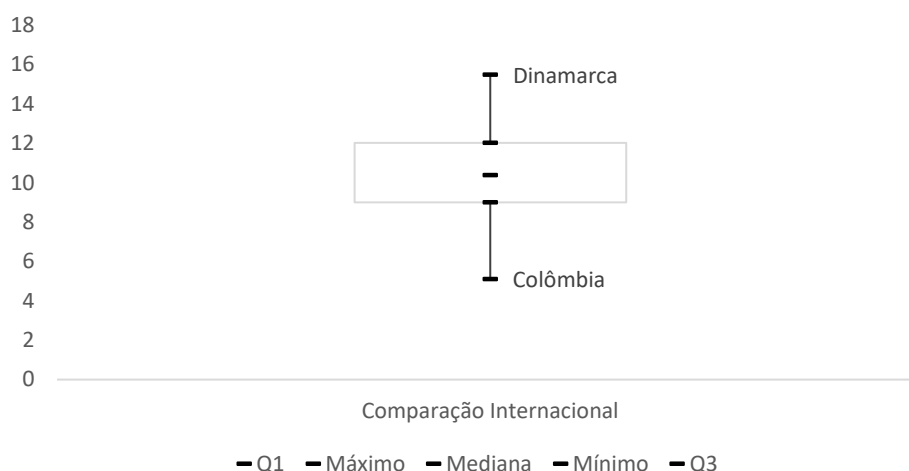 18
16
14
12
10
8
6
4
2
0
Dinamarca
Colômbia
Comparação Internacional
Q1 Máximo Mediana Mínimo Q3